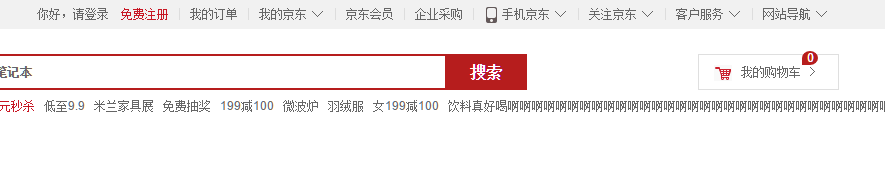 你好，请登录 免费注册 我的订单 我的京东 京东会员 企业采购 手机京东 关注京东 客户服务 网站导航
笔记本 搜索 我的购物车 0
元秒杀 低至9.9 米兰家具展 免费抽奖 199减100 微波炉 羽绒服 女199减100 饮料真好喝啊啊啊啊啊啊啊啊啊啊啊啊啊啊啊啊啊啊啊啊啊啊啊啊啊啊啊啊啊啊啊啊